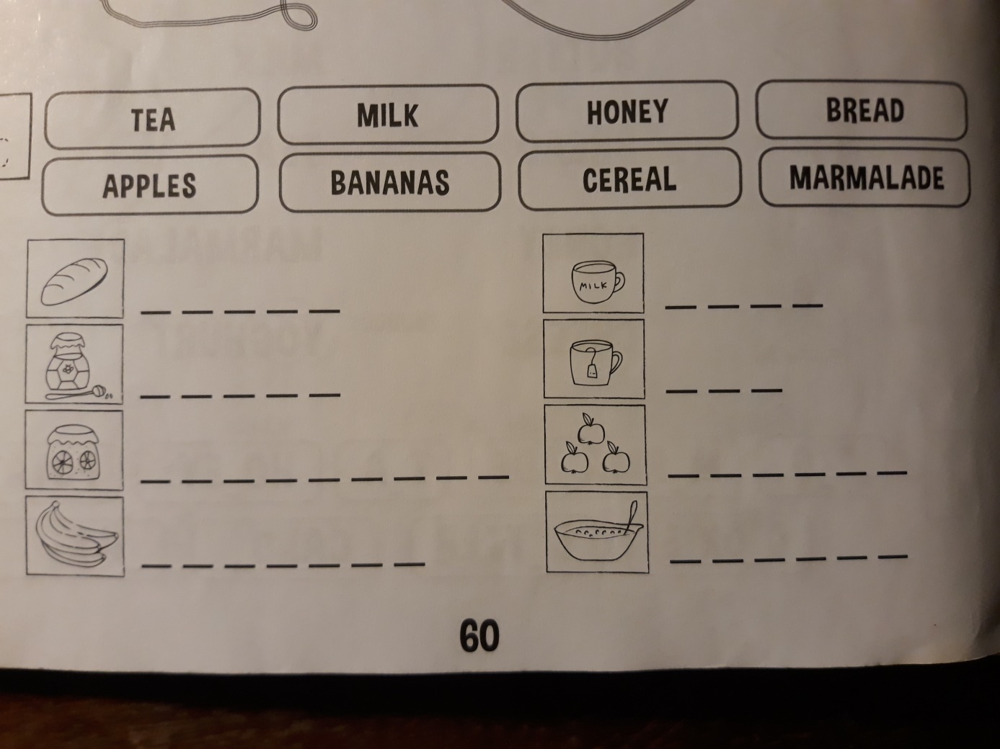 TEA MILK HONEY BREAD
APPLES BANANAS CEREAL MARMALADE
MILK
60